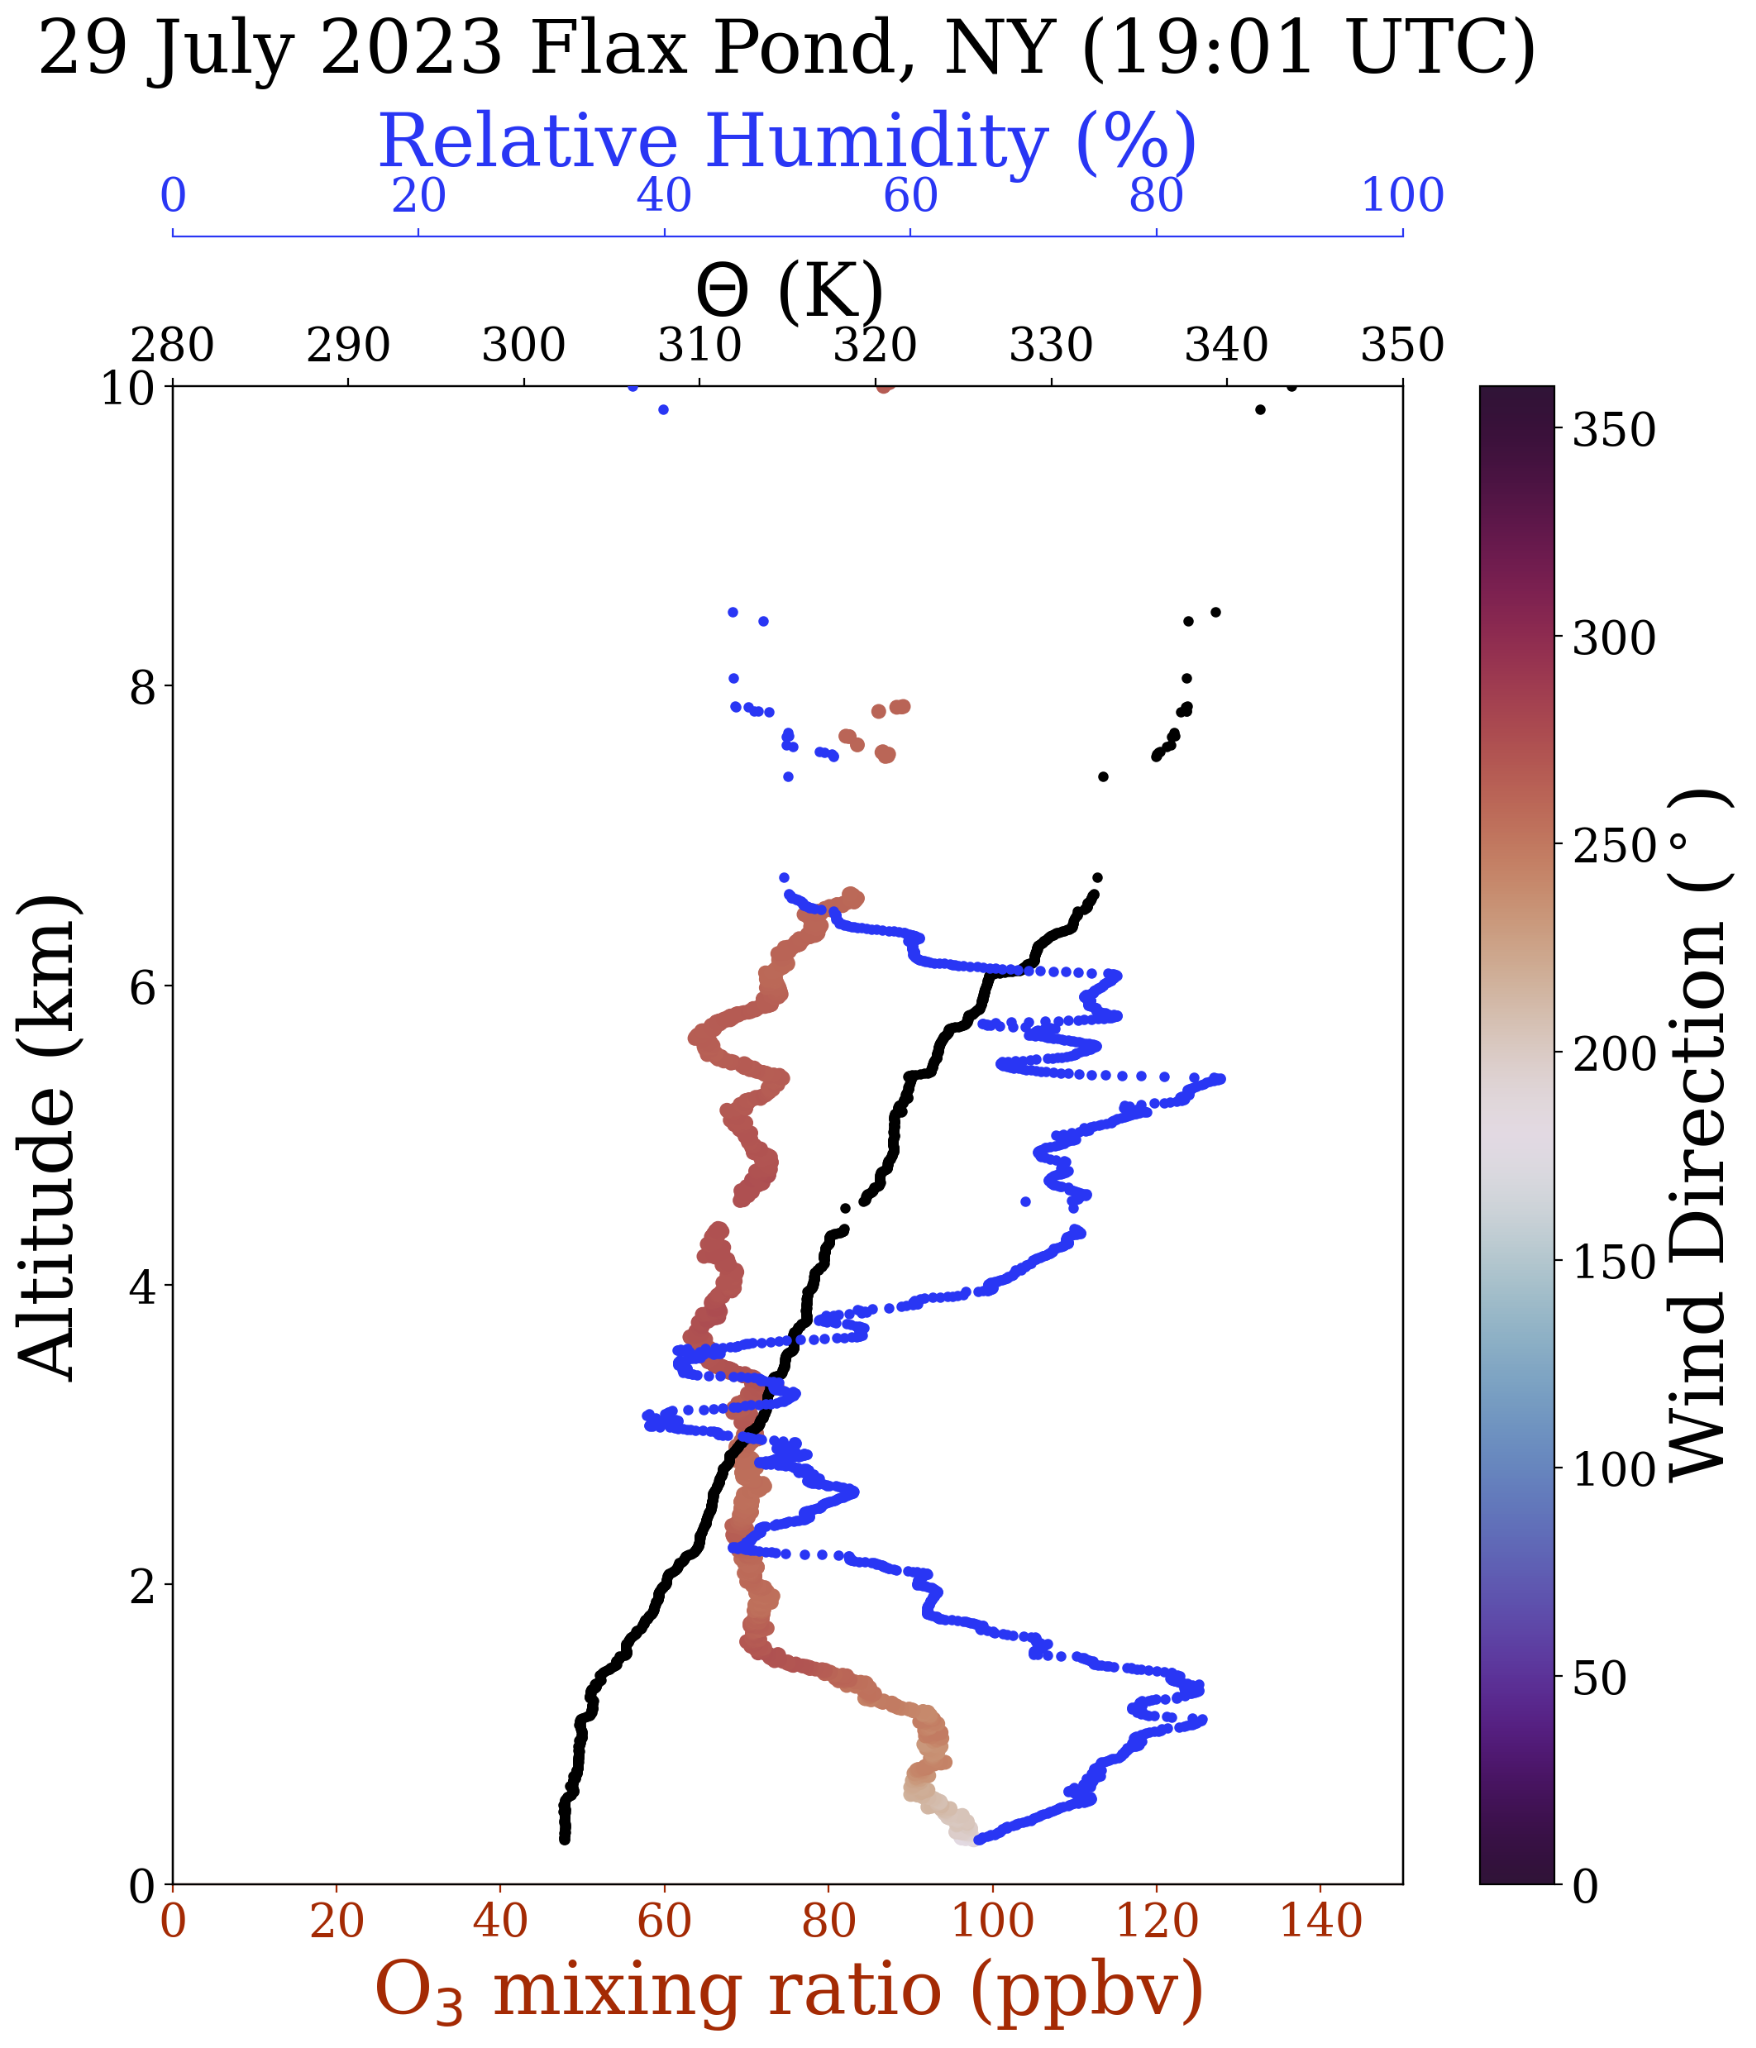 29 July 2023 Flax Pond, NY (19:01 UTC)
Relative Humidity (%)
0 20 40 60 80 100
Θ (K)
280 290 300 310 320 330 340 350
10
8
6
4
2
0
Altitude (km)
0 20 40 60 80 100 120 140
O₃ mixing ratio (ppbv)
350
300
250
200
150
100
50
0
Wind Direction (°)